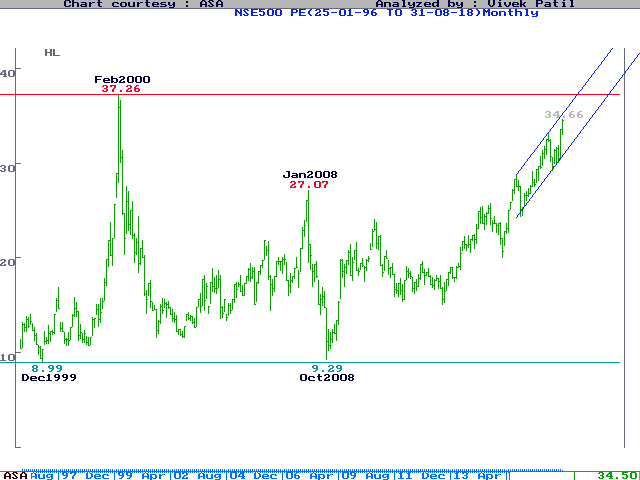 Chart courtesy : ASA Analyzed by : Vivek Patil
NSE500 PE(25-01-96 TO 31-08-18)Monthly
HL
40
Feb2000
37.26
34.66
30
Jan2008
27.07
20
10
8.99
9.29
Dec1999
Oct2008
ASA Aug 97 Dec 99 Apr 02 Aug 04 Dec 06 Apr 09 Aug 11 Dec 13 Apr 34.50